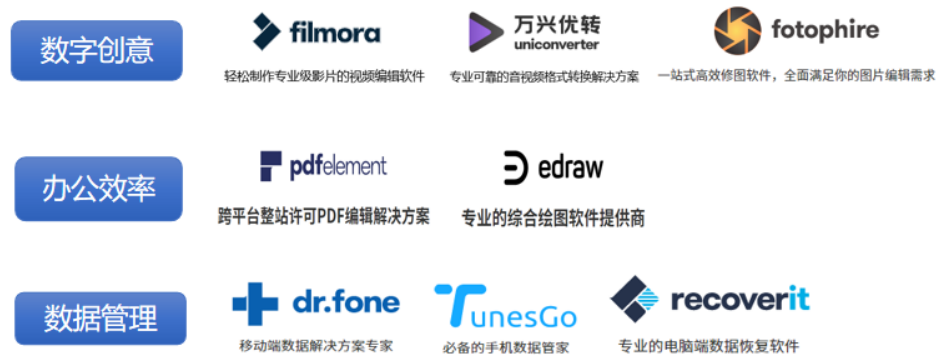 数字创意
filmora
轻松制作专业级影片的视频编辑软件
万兴优转
uniconverter
专业可靠的音视频格式转换解决方案
fotophire
一站式高效修图软件，全面满足你的图片编辑需求
办公效率
pdfelement
跨平台整站许可PDF编辑解决方案
edraw
专业的综合绘图软件提供商
数据管理
dr.fone
移动端数据解决方案专家
TunesGo
必备的手机数据管家
recoverit
专业的电脑端数据恢复软件